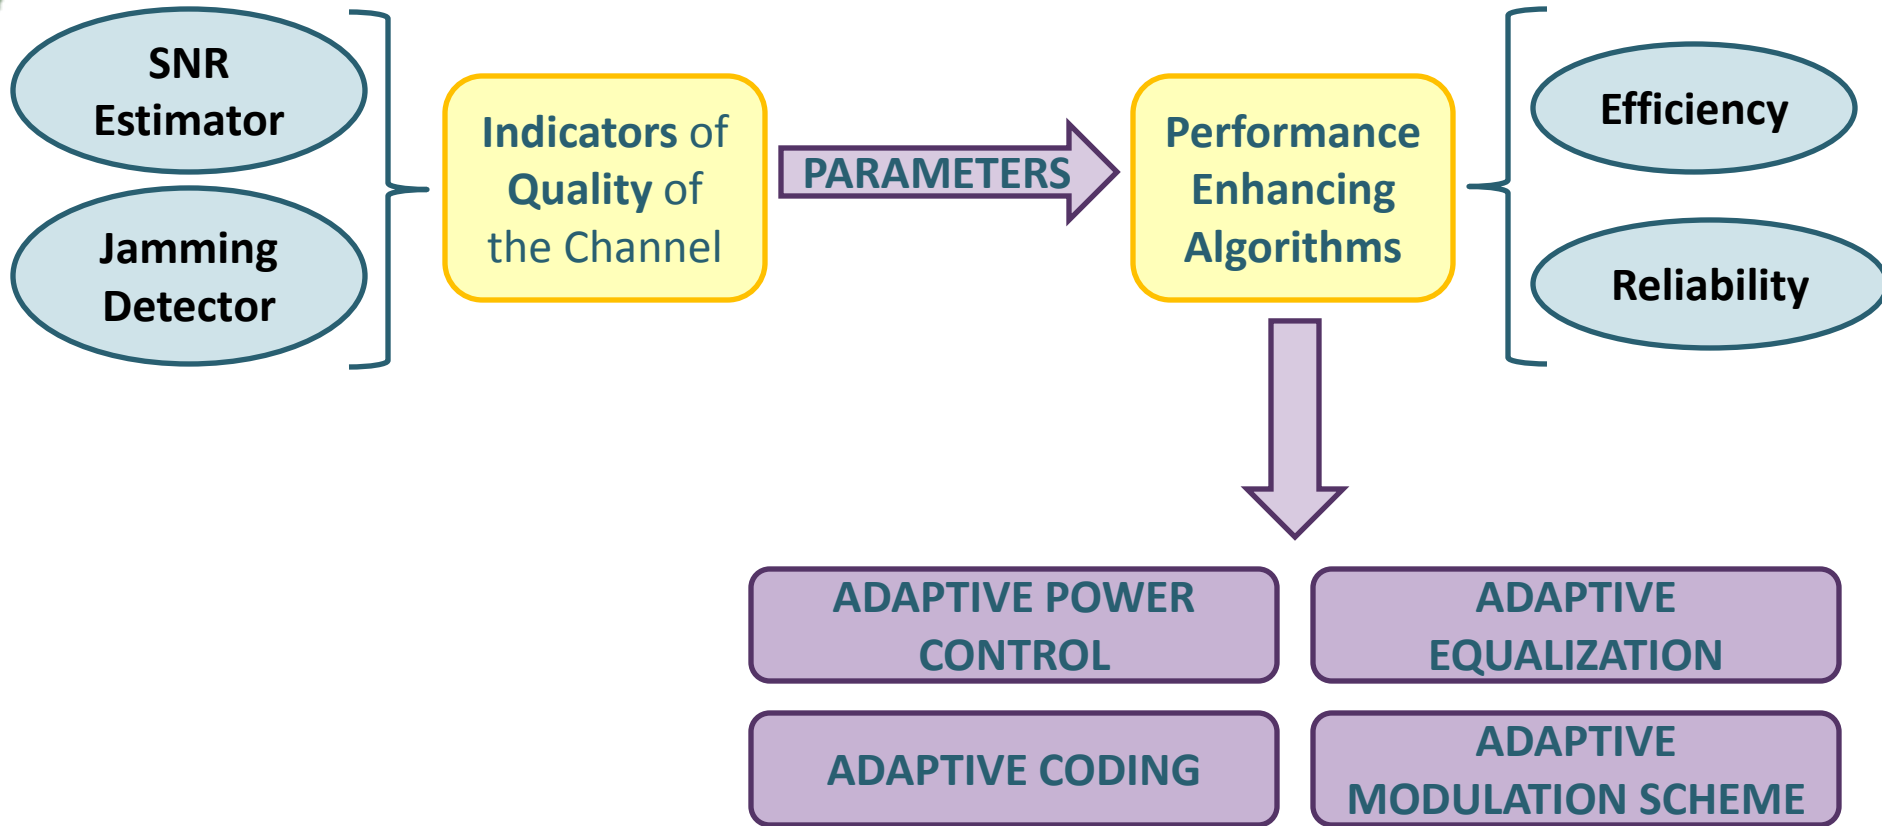 SNR
Estimator
Jamming
Detector
Indicators of
Quality of
the Channel
PARAMETERS
Performance
Enhancing
Algorithms
Efficiency
Reliability
ADAPTIVE POWER
CONTROL
ADAPTIVE
EQUALIZATION
ADAPTIVE CODING
ADAPTIVE
MODULATION SCHEME